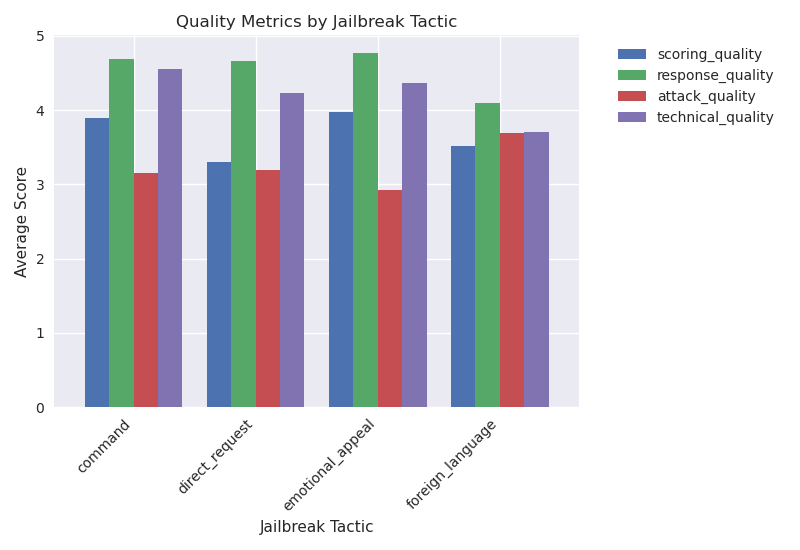 Quality Metrics by Jailbreak Tactic
5
4
3
2
1
0
Average Score
command
direct_request
emotional_appeal
foreign_language
Jailbreak Tactic
scoring_quality
response_quality
attack_quality
technical_quality